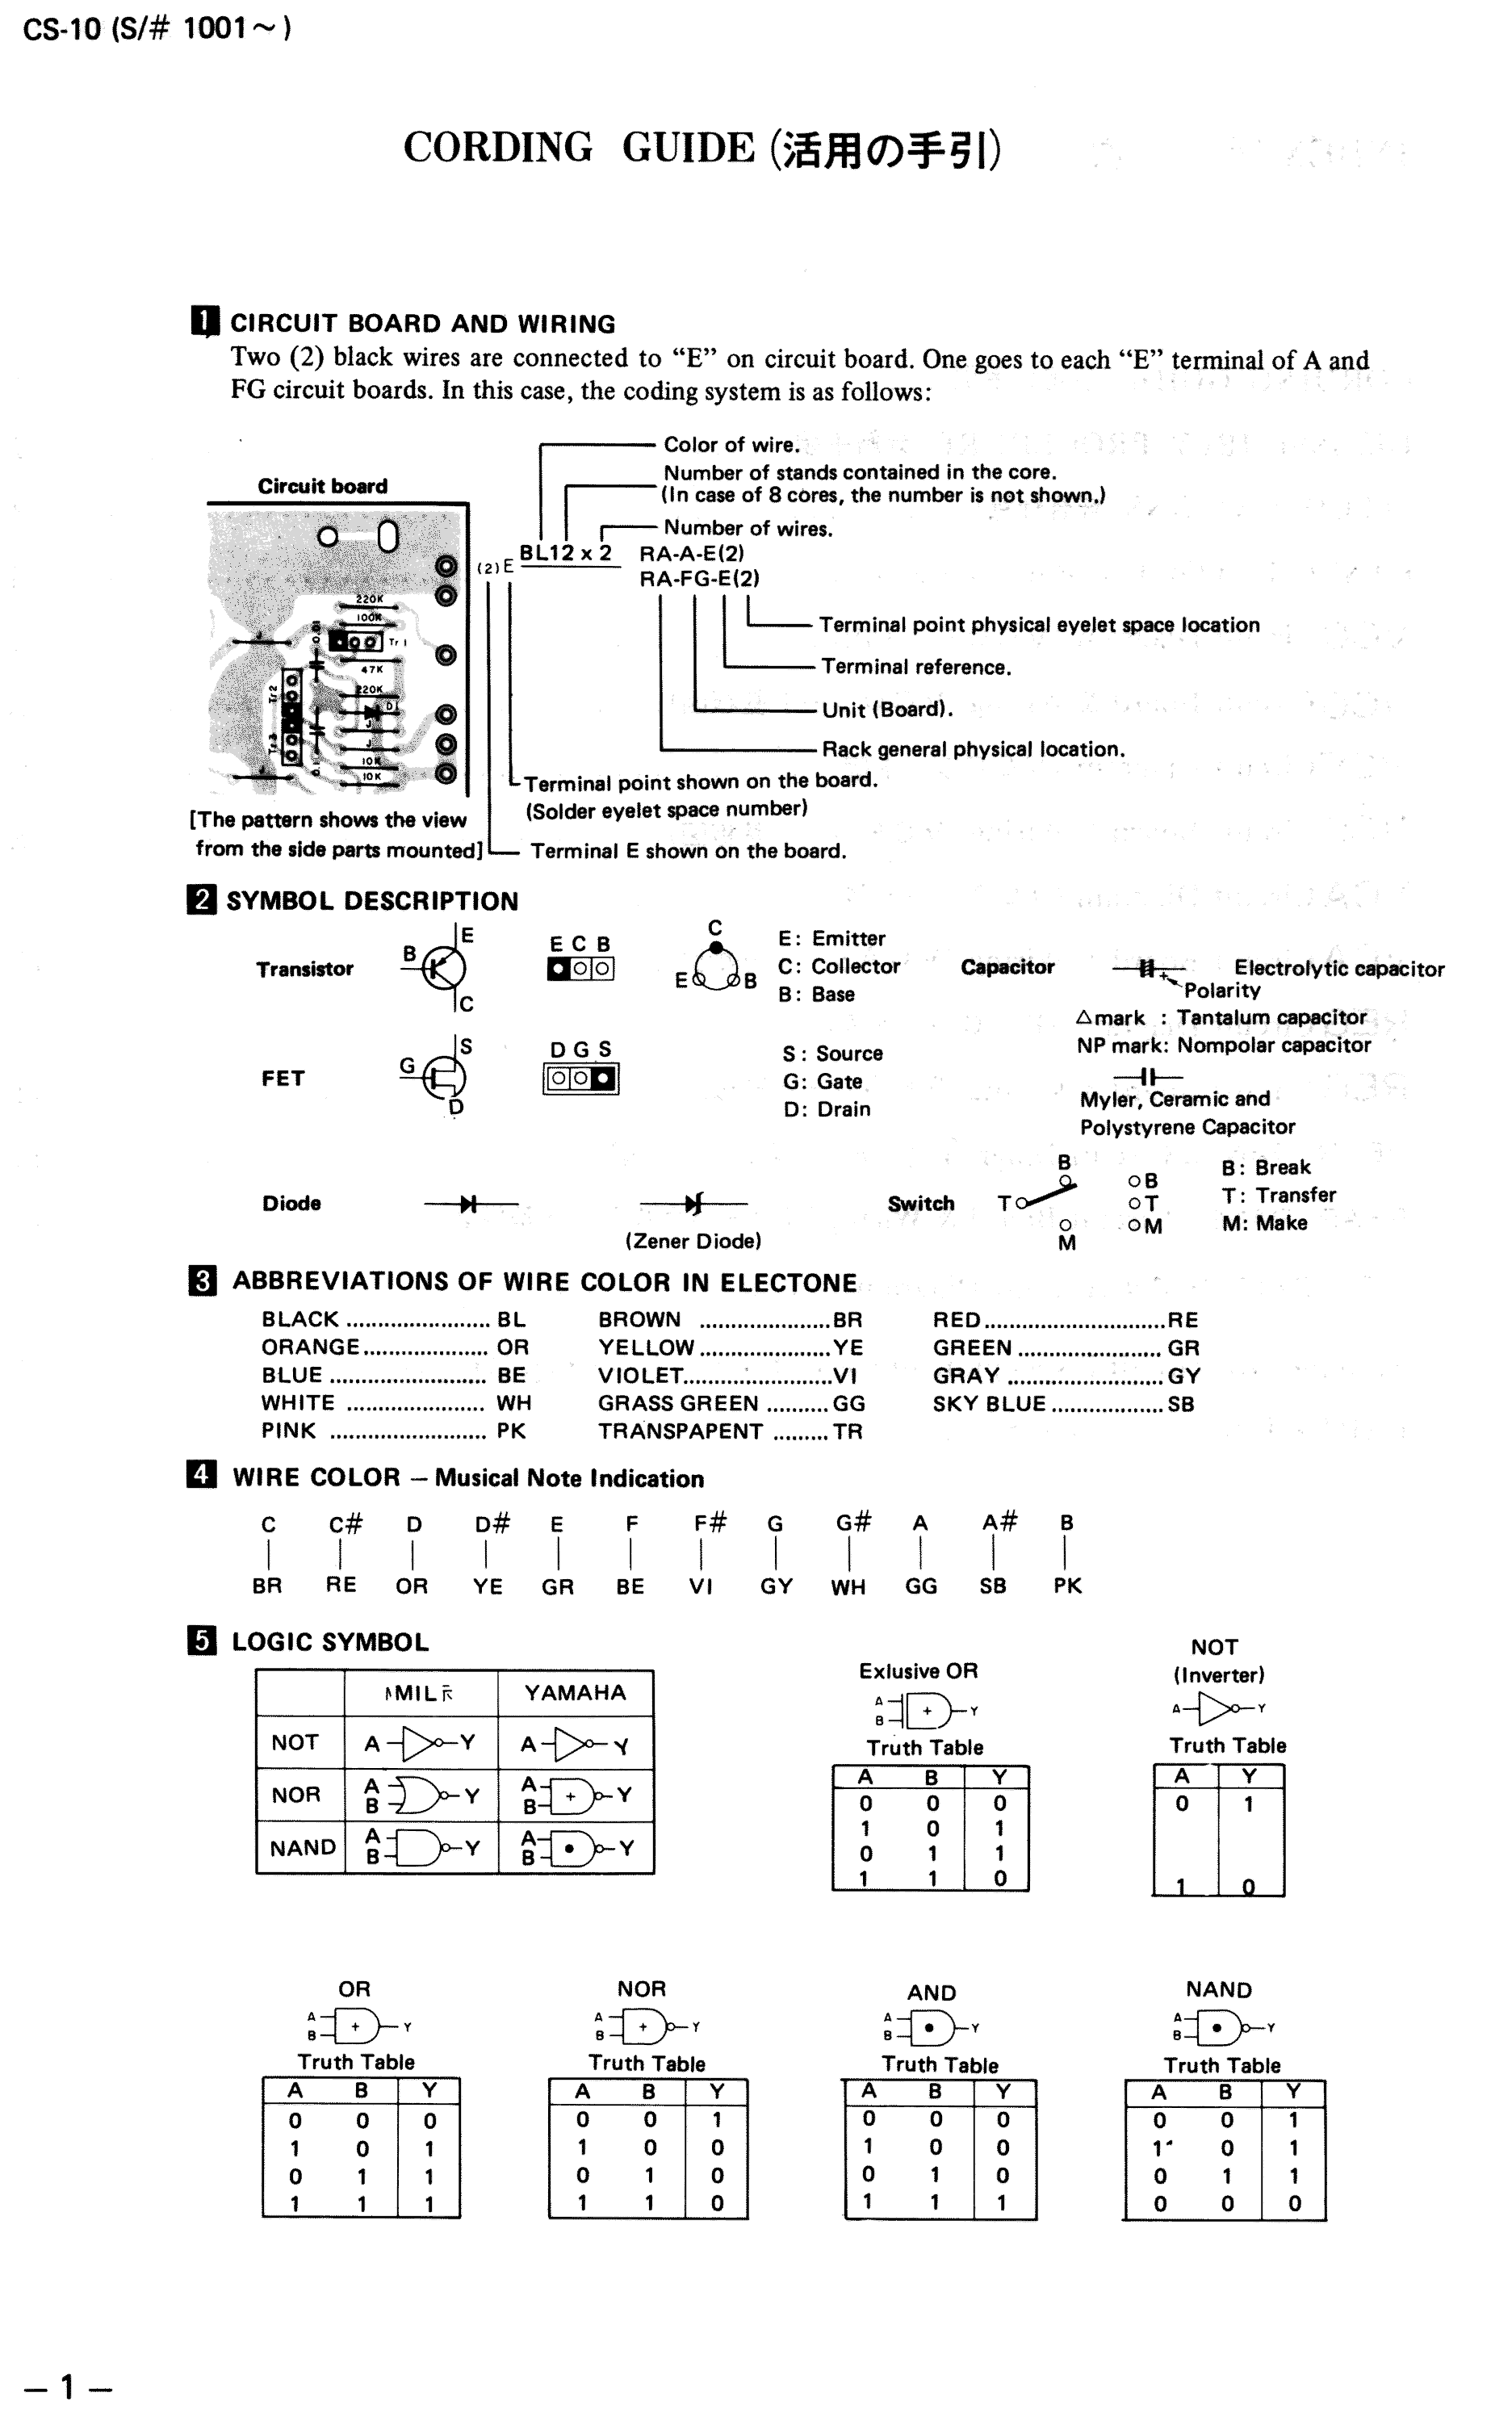 CS-10 (S/# 1001～)
CORDING GUIDE (活用の手引)
1 CIRCUIT BOARD AND WIRING
Two (2) black wires are connected to “E” on circuit board. One goes to each “E” terminal of A and
FG circuit boards. In this case, the coding system is as follows:
Color of wire.
Number of stands contained in the core.
(In case of 8 cores, the number is not shown.)
Number of wires.
Circuit board
(2) E BL12 x 2 RA-A-E(2)
RA-FG-E(2)
220K
100K
0.01
Tr 1
47K
Tr2
220K
D1
J
J
Tr3
0.1
10K
10K
J
J
Terminal point physical eyelet space location
Terminal reference.
Unit (Board).
Rack general physical location.
Terminal point shown on the board.
(Solder eyelet space number)
[The pattern shows the view
from the side parts mounted]
Terminal E shown on the board.
2 SYMBOL DESCRIPTION
Transistor B E C
E C B
C E B
E: Emitter
C: Collector
B: Base
Capacitor + Electrolytic capacitor
Polarity
△mark : Tantalum capacitor
NP mark: Nompolar capacitor
FET G S D
D G S
S: Source
G: Gate
D: Drain
Myler, Ceramic and
Polystyrene Capacitor
Diode
(Zener Diode)
Switch T B M
B
T
M
B: Break
T: Transfer
M: Make
3 ABBREVIATIONS OF WIRE COLOR IN ELECTONE
BLACK ....................... BL BROWN ..................... BR RED ............................. RE
ORANGE .................... OR YELLOW ..................... YE GREEN ....................... GR
BLUE ......................... BE VIOLET ........................ VI GRAY ......................... GY
WHITE ...................... WH GRASS GREEN .......... GG SKY BLUE .................. SB
PINK ......................... PK TRANSPAPENT ......... TR
4 WIRE COLOR – Musical Note Indication
C C# D D# E F F# G G# A A# B
BR RE OR YE GR BE VI GY WH GG SB PK
5 LOGIC SYMBOL
MIL YAMAHA
NOT A Y A Y
NOR A B Y A B + Y
NAND A B Y A B • Y
Exlusive OR
A B + Y
Truth Table
A B Y
0 0 0
1 0 1
0 1 1
1 1 0
NOT
(Inverter)
A Y
Truth Table
A Y
0 1
1 0
OR
A B + Y
Truth Table
A B Y
0 0 0
1 0 1
0 1 1
1 1 1
NOR
A B + Y
Truth Table
A B Y
0 0 1
1 0 0
0 1 0
1 1 0
AND
A B • Y
Truth Table
A B Y
0 0 0
1 0 0
0 1 0
1 1 1
NAND
A B • Y
Truth Table
A B Y
0 0 1
1 0 1
0 1 1
0 0 0
– 1 –